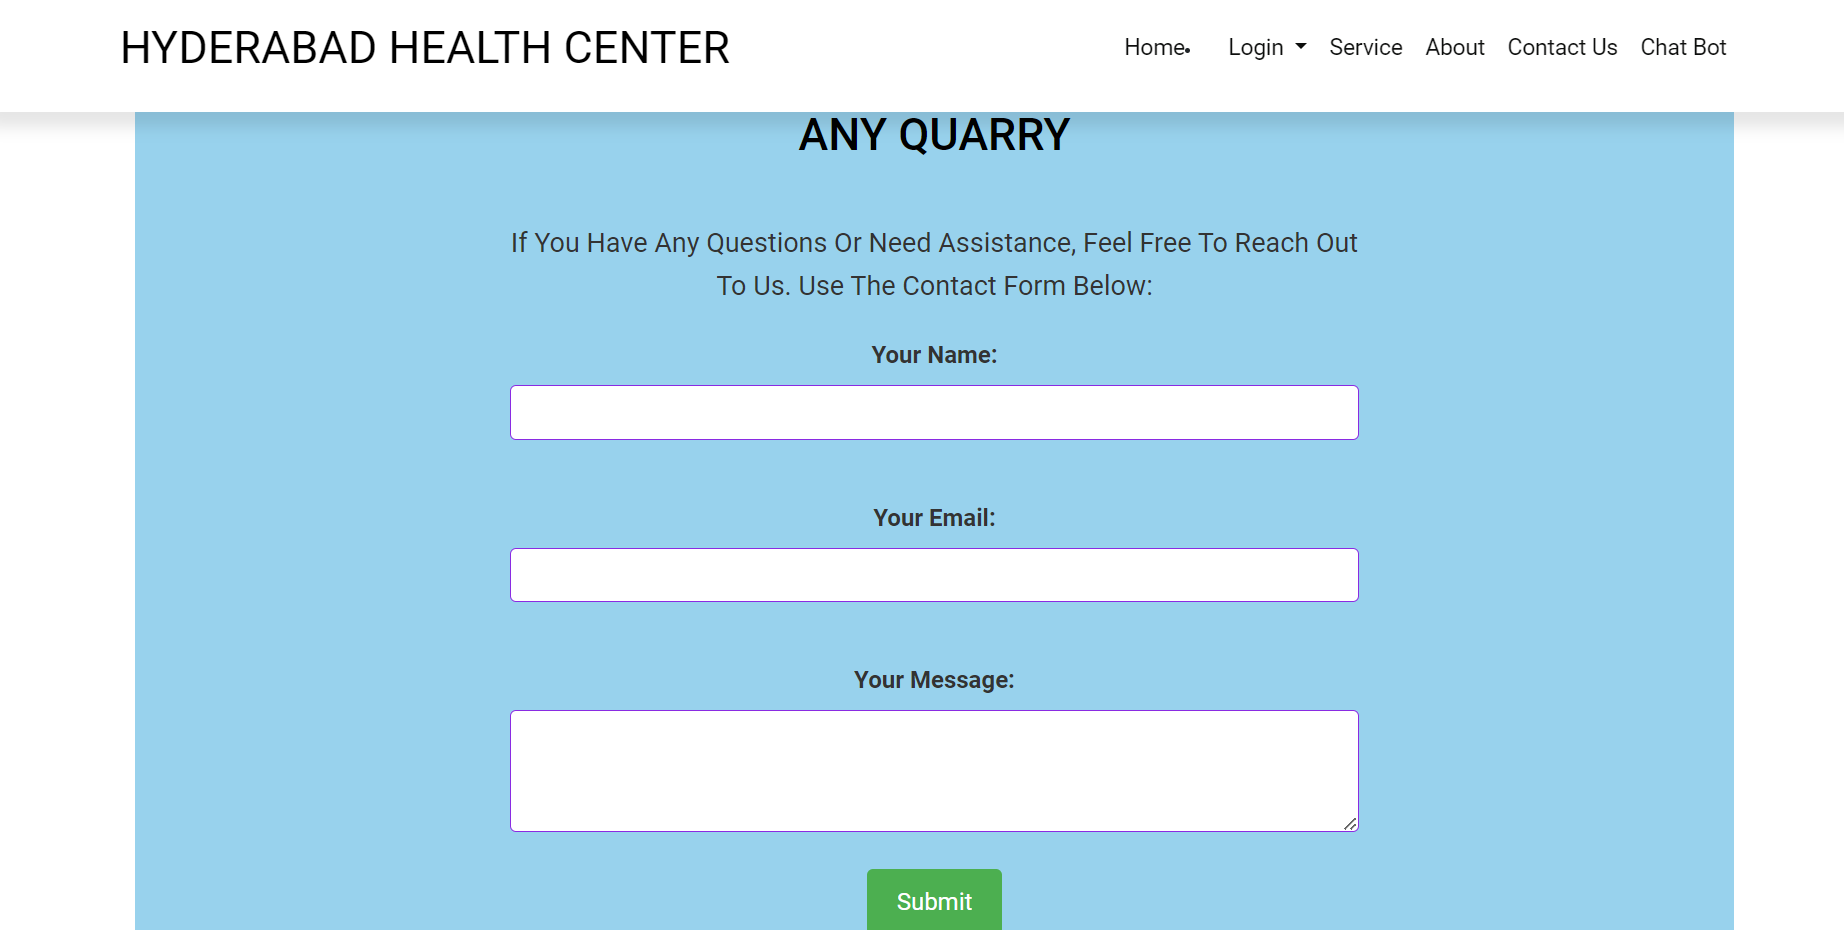 HYDERABAD HEALTH CENTER
Home Login Service About Contact Us Chat Bot
ANY QUARRY
If You Have Any Questions Or Need Assistance, Feel Free To Reach Out
To Us. Use The Contact Form Below:
Your Name:
Your Email:
Your Message:
Submit